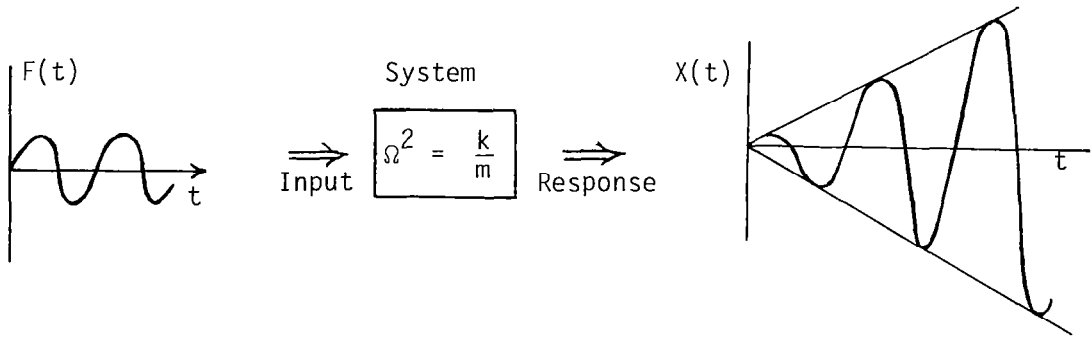 F(t)
t
Input
System
Ω² = k/m
Response
X(t)
t